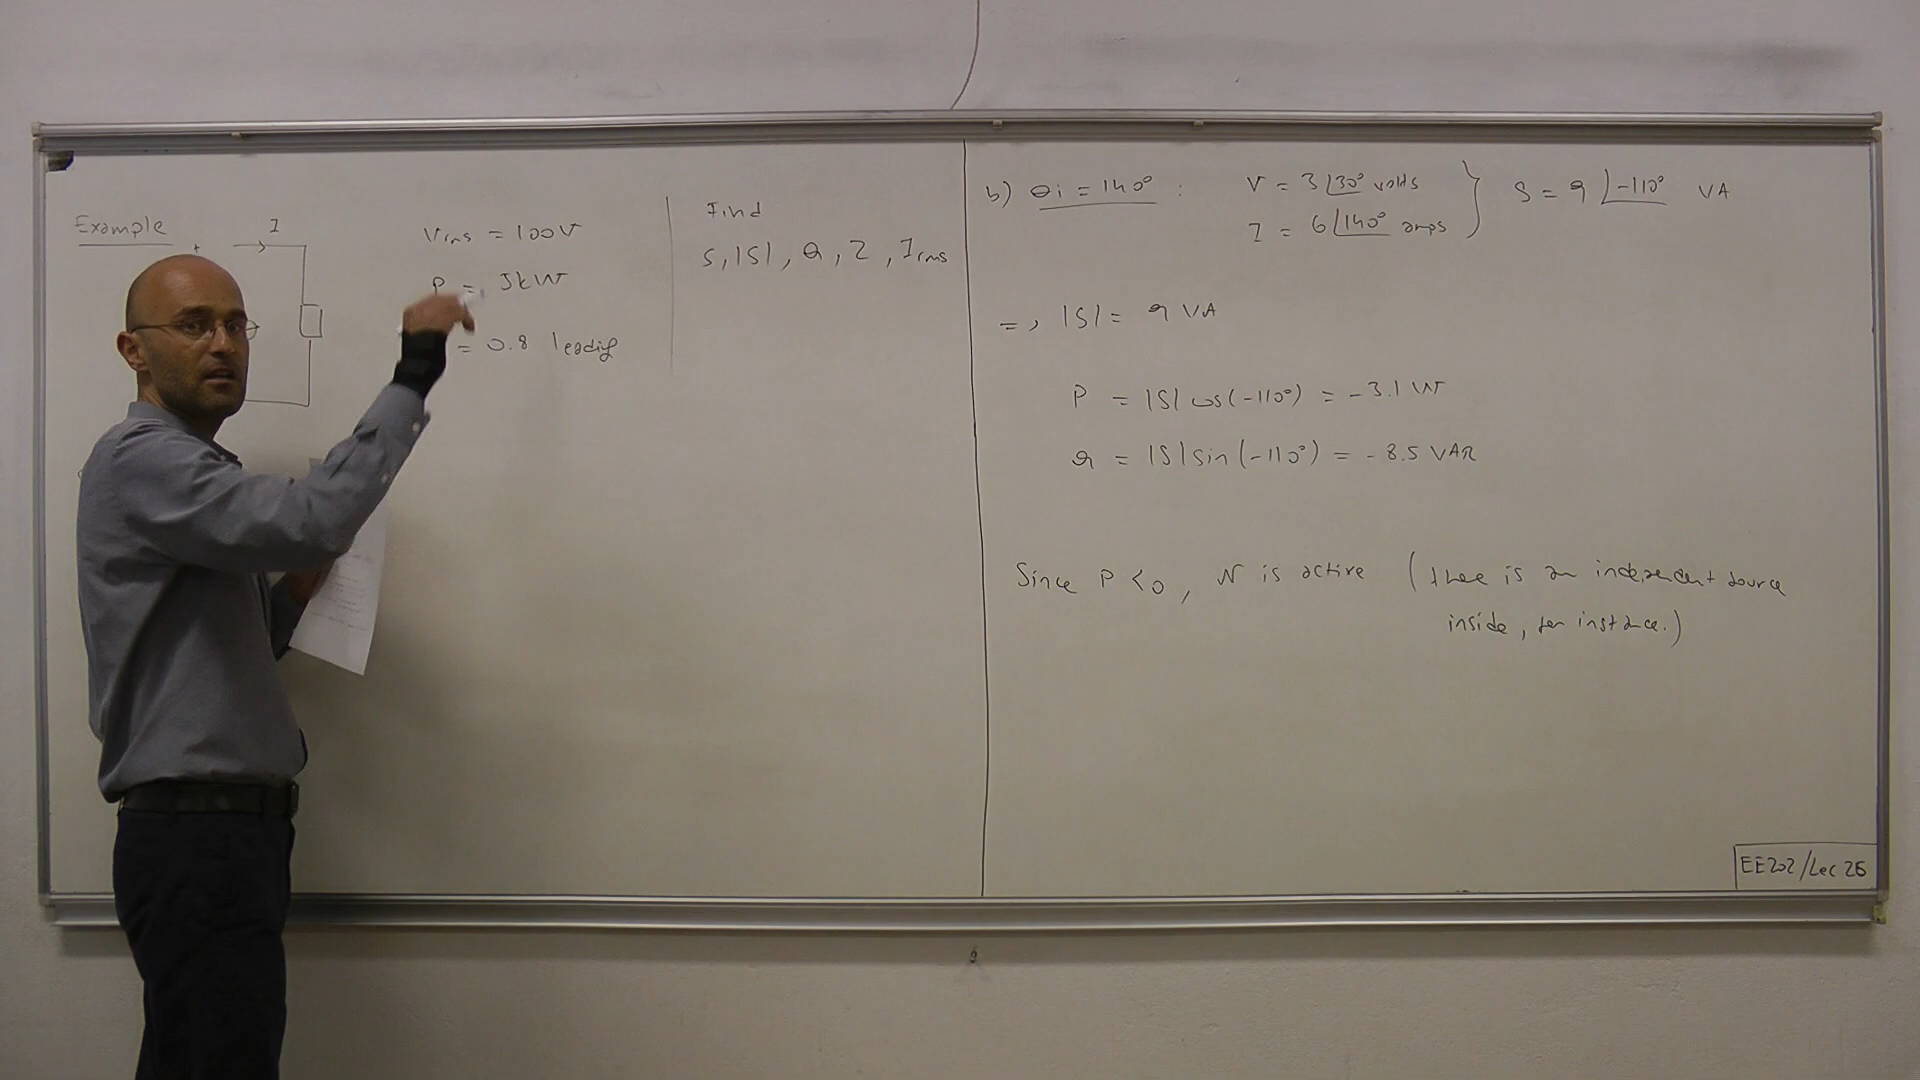 Example
+
I
Vrms = 100V
P = 5kW
= 0.8 leading
Find
S, |S|, Q, Z, Irms
b) θi = 140° :
V = 3∠30° volts
I = 6∠140° amps
} S = 9∠-110° VA
=> |S| = 9 VA
P = |S| cos(-110°) = -3.1 W
Q = |S| sin(-110°) = -8.5 VAR
Since P < 0, N is active (there is an independent source
inside, for instance.)
EE202/Lec 26